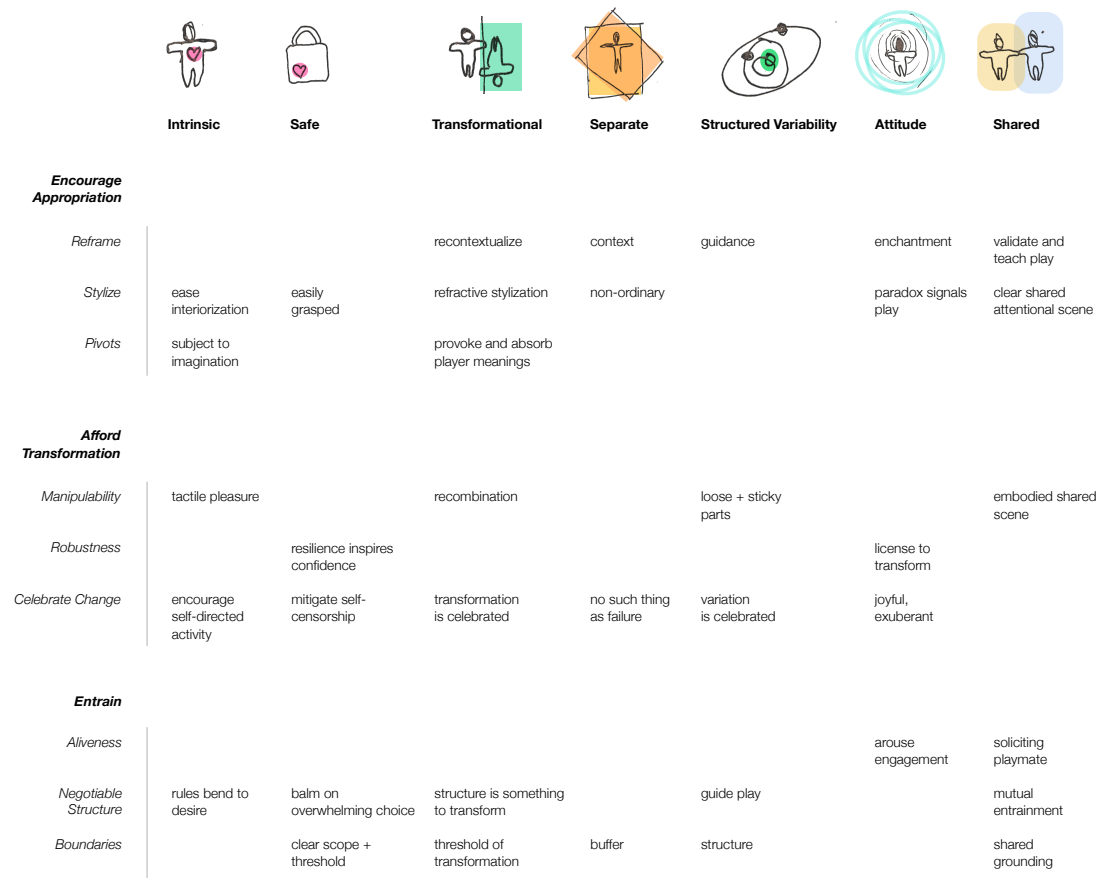 Intrinsic Safe Transformational Separate Structured Variability Attitude Shared
Encourage
Appropriation
Reframe recontextualize context guidance enchantment validate and
teach play
Stylize ease easily refractive stylization non-ordinary paradox signals clear shared
interiorization grasped play attentional scene
Pivots subject to provoke and absorb
imagination player meanings
Afford
Transformation
Manipulability tactile pleasure recombination loose + sticky embodied shared
parts scene
Robustness resilience inspires license to
confidence transform
Celebrate Change encourage mitigate self- transformation no such thing variation joyful,
self-directed censorship is celebrated as failure is celebrated exuberant
activity
Entrain
Aliveness arouse soliciting
engagement playmate
Negotiable rules bend to balm on structure is something guide play mutual
Structure desire overwhelming choice to transform entrainment
Boundaries clear scope + threshold of buffer structure shared
threshold transformation grounding